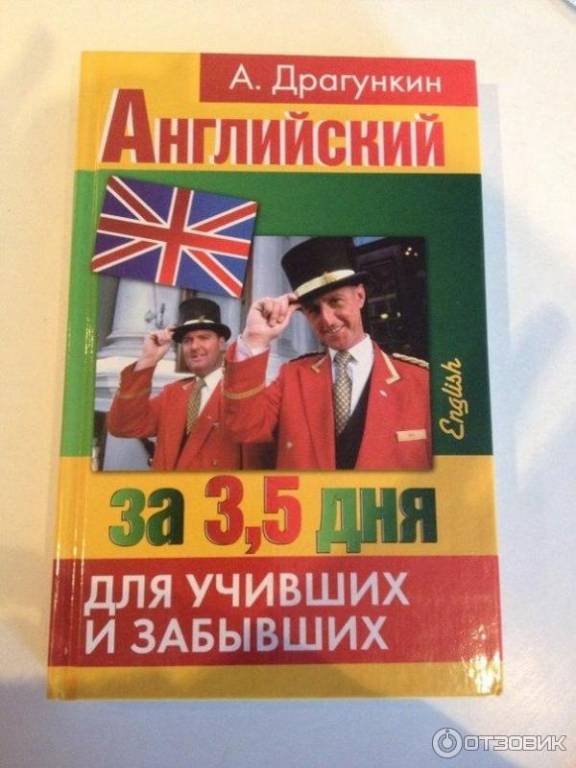 А. Драгункин
Английский
English
за 3,5 дня
ДЛЯ УЧИВШИХ
И ЗАБЫВШИХ
ОТЗОВИК